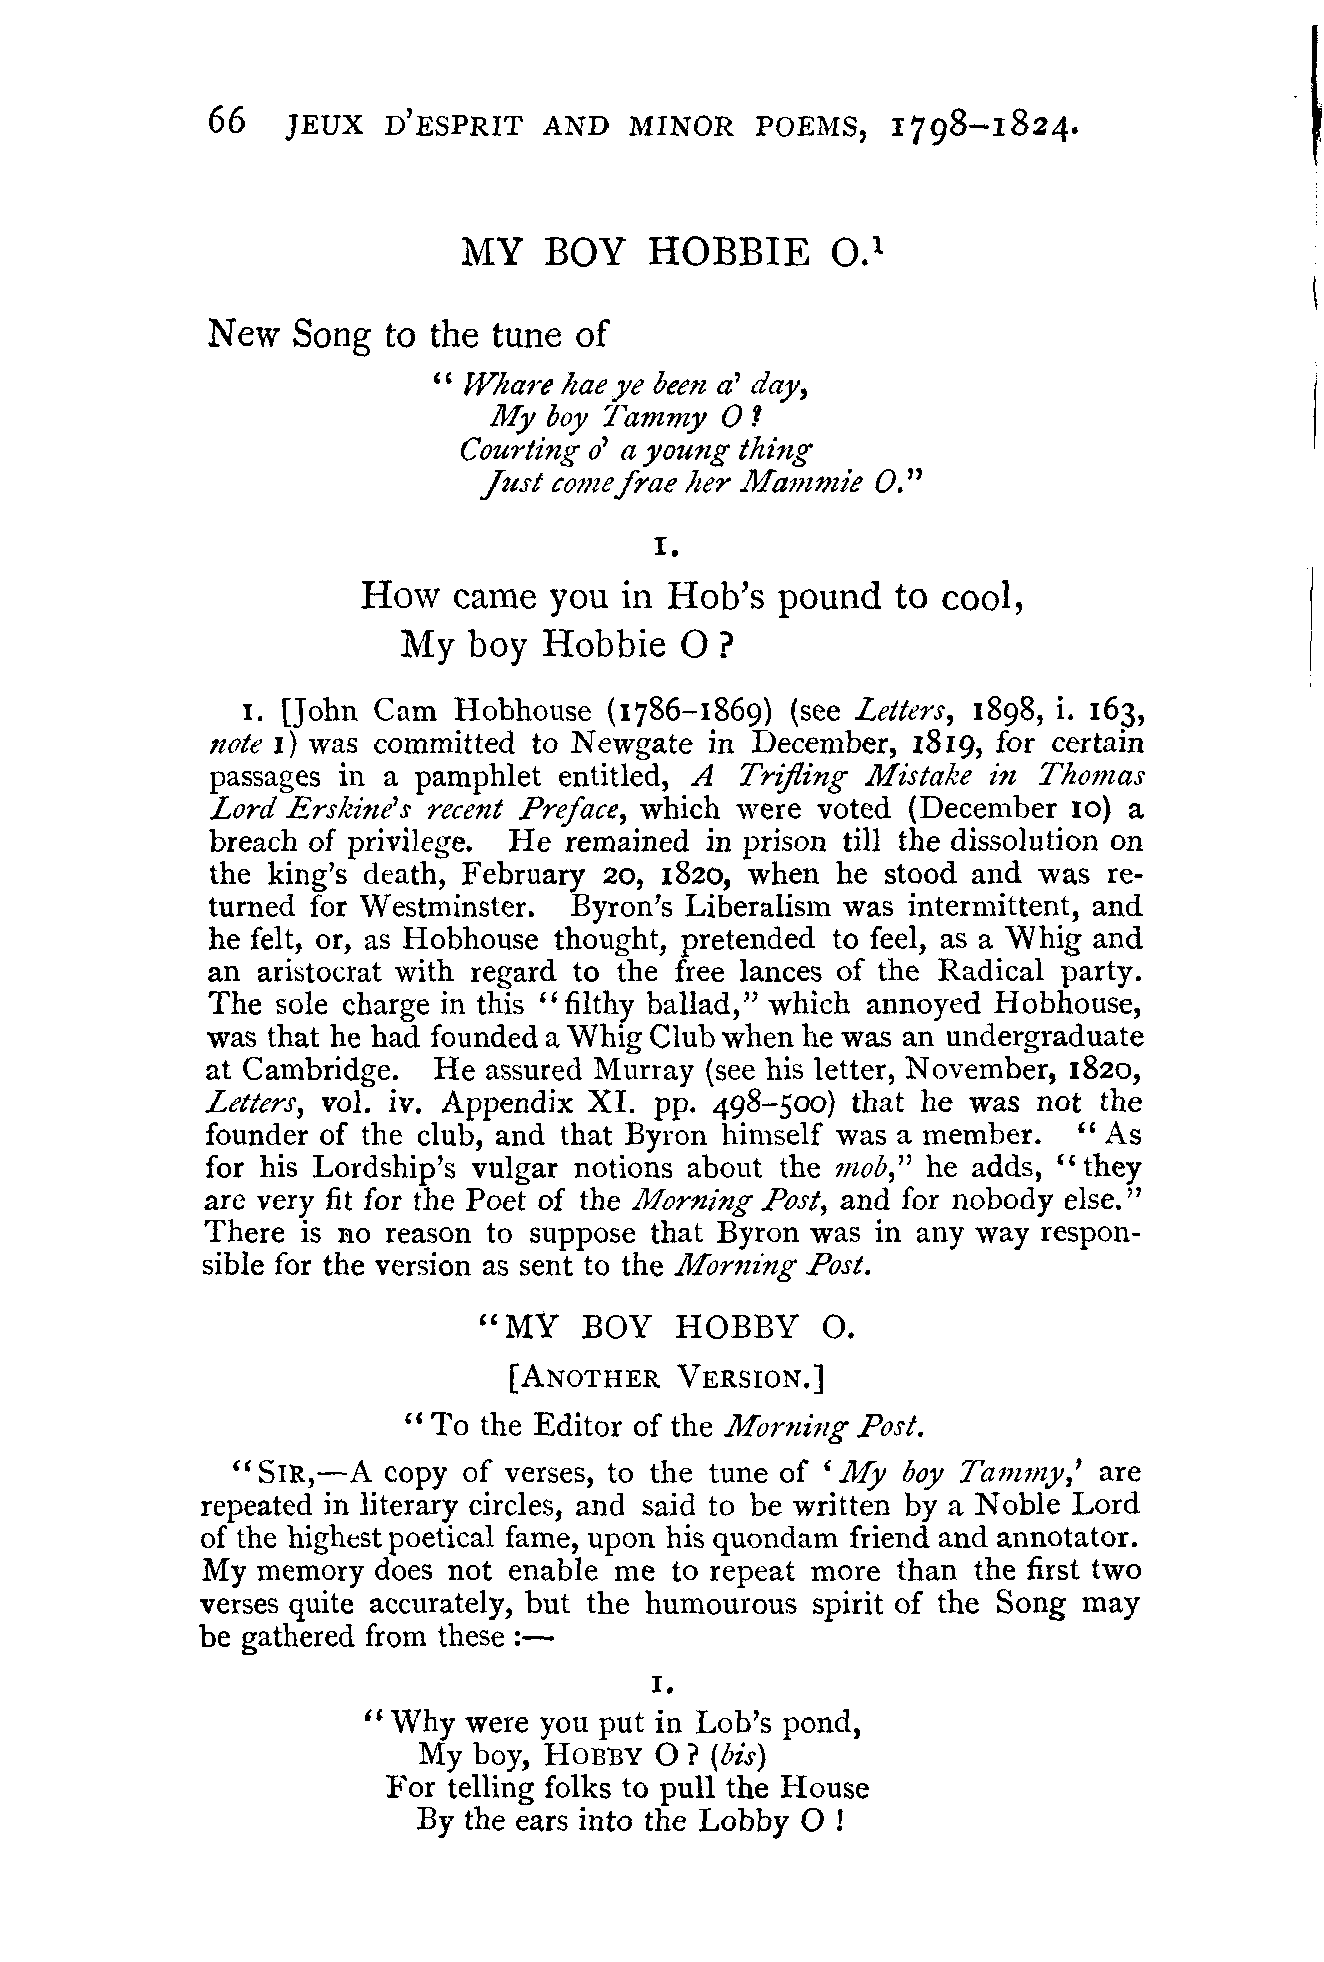 66 JEUX D'ESPRIT AND MINOR POEMS, 1798–1824.
MY BOY HOBBIE O.¹
New Song to the tune of
" Whare hae ye been a' day,
My boy Tammy O ?
Courting o' a young thing
Just come frae her Mammie O."
1.
How came you in Hob's pound to cool,
My boy Hobbie O ?
1. [John Cam Hobhouse (1786–1869) (see Letters, 1898, i. 163,
note 1) was committed to Newgate in December, 1819, for certain
passages in a pamphlet entitled, A Trifling Mistake in Thomas
Lord Erskine's recent Preface, which were voted (December 10) a
breach of privilege. He remained in prison till the dissolution on
the king's death, February 20, 1820, when he stood and was re-
turned for Westminster. Byron's Liberalism was intermittent, and
he felt, or, as Hobhouse thought, pretended to feel, as a Whig and
an aristocrat with regard to the free lances of the Radical party.
The sole charge in this "filthy ballad," which annoyed Hobhouse,
was that he had founded a Whig Club when he was an undergraduate
at Cambridge. He assured Murray (see his letter, November, 1820,
Letters, vol. iv. Appendix XI. pp. 498–500) that he was not the
founder of the club, and that Byron himself was a member. "As
for his Lordship's vulgar notions about the mob," he adds, "they
are very fit for the Poet of the Morning Post, and for nobody else."
There is no reason to suppose that Byron was in any way respon-
sible for the version as sent to the Morning Post.
"MY BOY HOBBY O.
[ANOTHER VERSION.]
"To the Editor of the Morning Post.
"SIR,—A copy of verses, to the tune of 'My boy Tammy,' are
repeated in literary circles, and said to be written by a Noble Lord
of the highest poetical fame, upon his quondam friend and annotator.
My memory does not enable me to repeat more than the first two
verses quite accurately, but the humourous spirit of the Song may
be gathered from these :—
1.
"Why were you put in Lob's pond,
My boy, HOBBY O ? (bis)
For telling folks to pull the House
By the ears into the Lobby O !